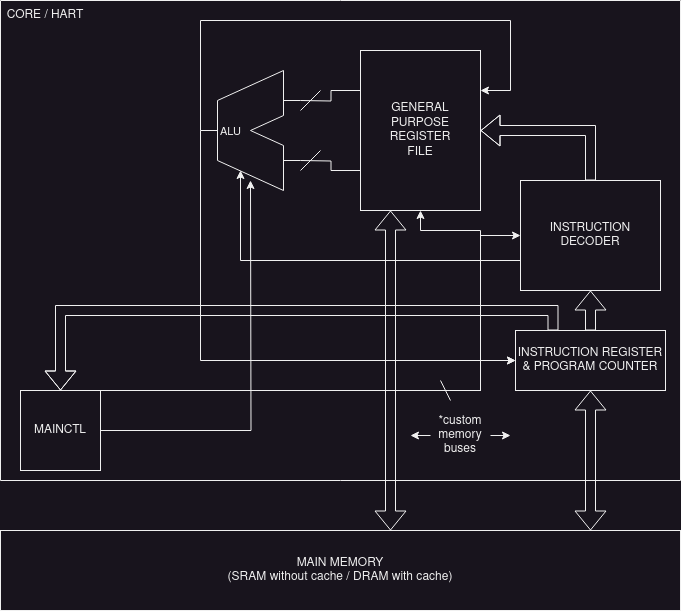 CORE / HART
GENERAL
PURPOSE
REGISTER
FILE
ALU
INSTRUCTION
DECODER
INSTRUCTION REGISTER
& PROGRAM COUNTER
MAINCTL
*custom
memory
buses
MAIN MEMORY
(SRAM without cache / DRAM with cache)